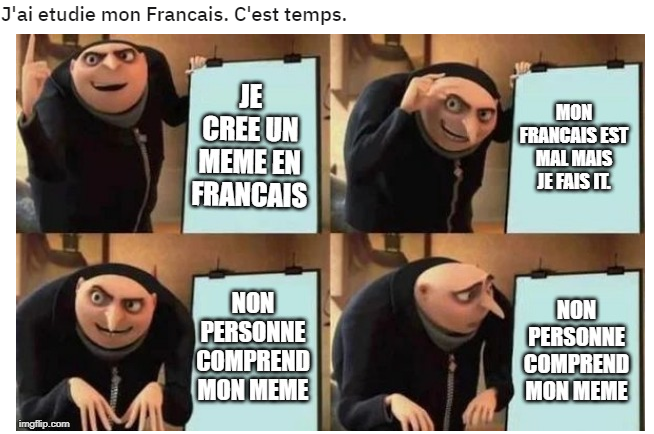 J'ai etudie mon Francais. C'est temps.
JE
CREE UN
MEME EN
FRANCAIS
MON
FRANCAIS EST
MAL MAIS
JE FAIS IT.
NON
PERSONNE
COMPREND
MON MEME
NON
PERSONNE
COMPREND
MON MEME
imgflip.com